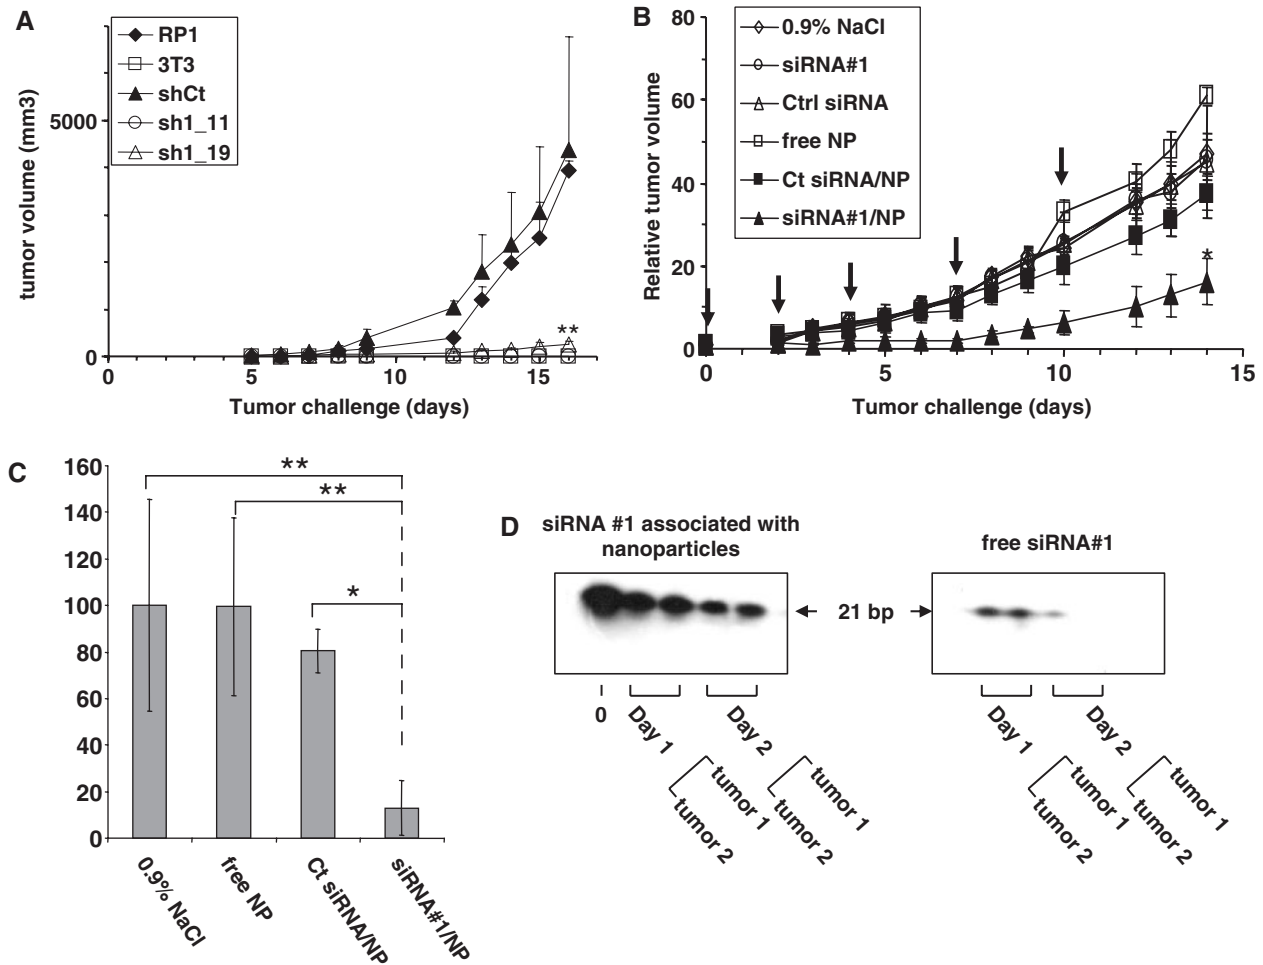 A
RP1
3T3
shCt
sh1_11
sh1_19
tumor volume (mm3)
5000
0
**
0
5
10
15
Tumor challenge (days)
B
0.9% NaCl
siRNA#1
Ctrl siRNA
free NP
Ct siRNA/NP
siRNA#1/NP
Relative tumor volume
80
60
40
20
0
*
0
5
10
15
Tumor challenge (days)
C
160
140
120
100
80
60
40
20
0
**
**
*
0.9% NaCl
free NP
Ct siRNA/NP
siRNA#1/NP
D
siRNA #1 associated with
nanoparticles
free siRNA#1
21 bp
0
Day 1
Day 2
tumor 1
tumor 2
tumor 1
tumor 2
Day 1
Day 2
tumor 1
tumor 2
tumor 1
tumor 2